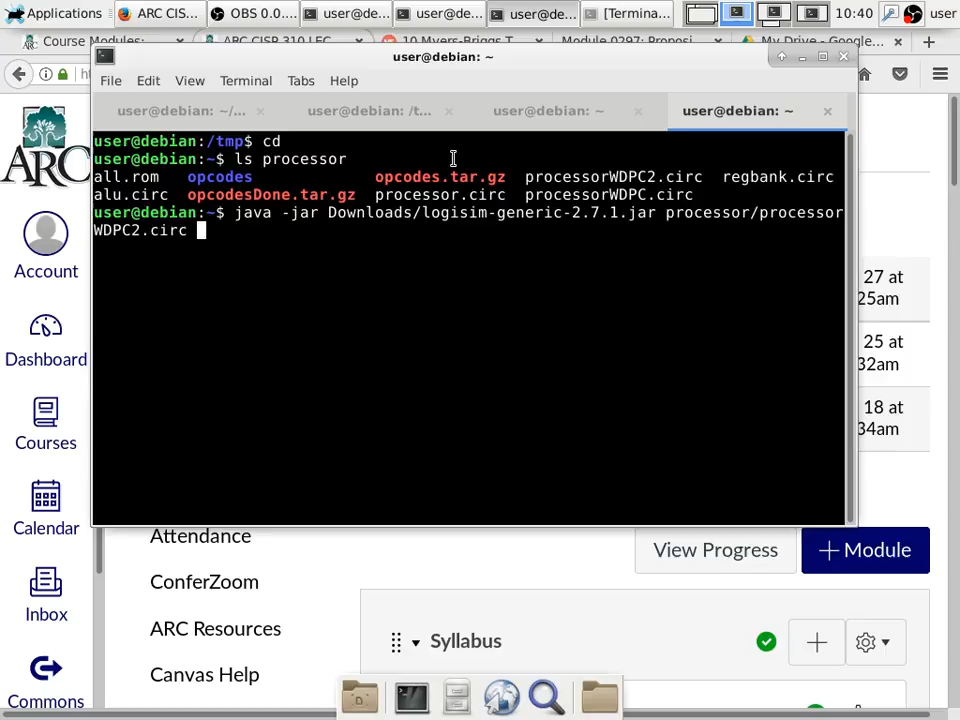 Applications
ARC CIS...
OBS 0.0....
user@de...
user@de...
user@de...
[Termina...
10:40
user
Course Modules:
ARC CISP 310 LEC
10 Myers-Briggs T
Module 0297: Proposi
My Drive - Google...
user@debian: ~
File Edit View Terminal Tabs Help
user@debian: ~/...
user@debian: /t...
user@debian: ~
user@debian: ~
user@debian:/tmp$ cd
user@debian:~$ ls processor
all.rom opcodes opcodes.tar.gz processorWDPC2.circ regbank.circ
alu.circ opcodesDone.tar.gz processor.circ processorWDPC.circ
user@debian:~$ java -jar Downloads/logisim-generic-2.7.1.jar processor/processor
WDPC2.circ
ARC
Account
Dashboard
Courses
Calendar
Inbox
Commons
27 at
25am
25 at
32am
18 at
34am
Attendance
ConferZoom
ARC Resources
Canvas Help
View Progress
+ Module
Syllabus